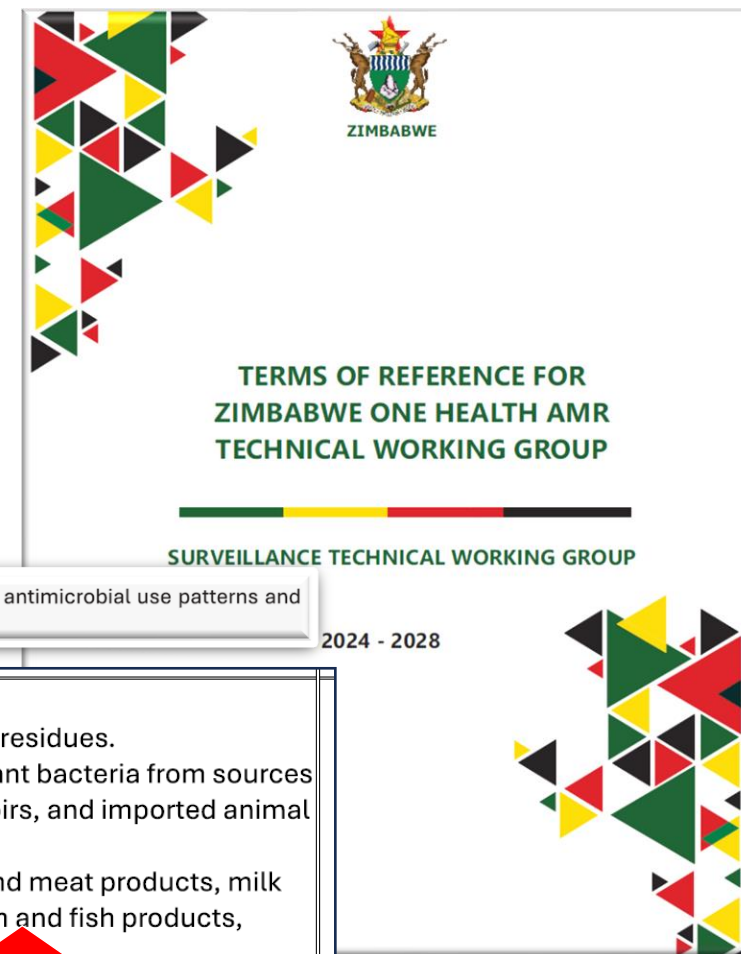 ZIMBABWE
TERMS OF REFERENCE FOR
ZIMBABWE ONE HEALTH AMR
TECHNICAL WORKING GROUP
SURVEILLANCE TECHNICAL WORKING GROUP
antimicrobial use patterns and
2024 - 2028
residues.
ant bacteria from sources
oirs, and imported animal
nd meat products, milk
and fish products,